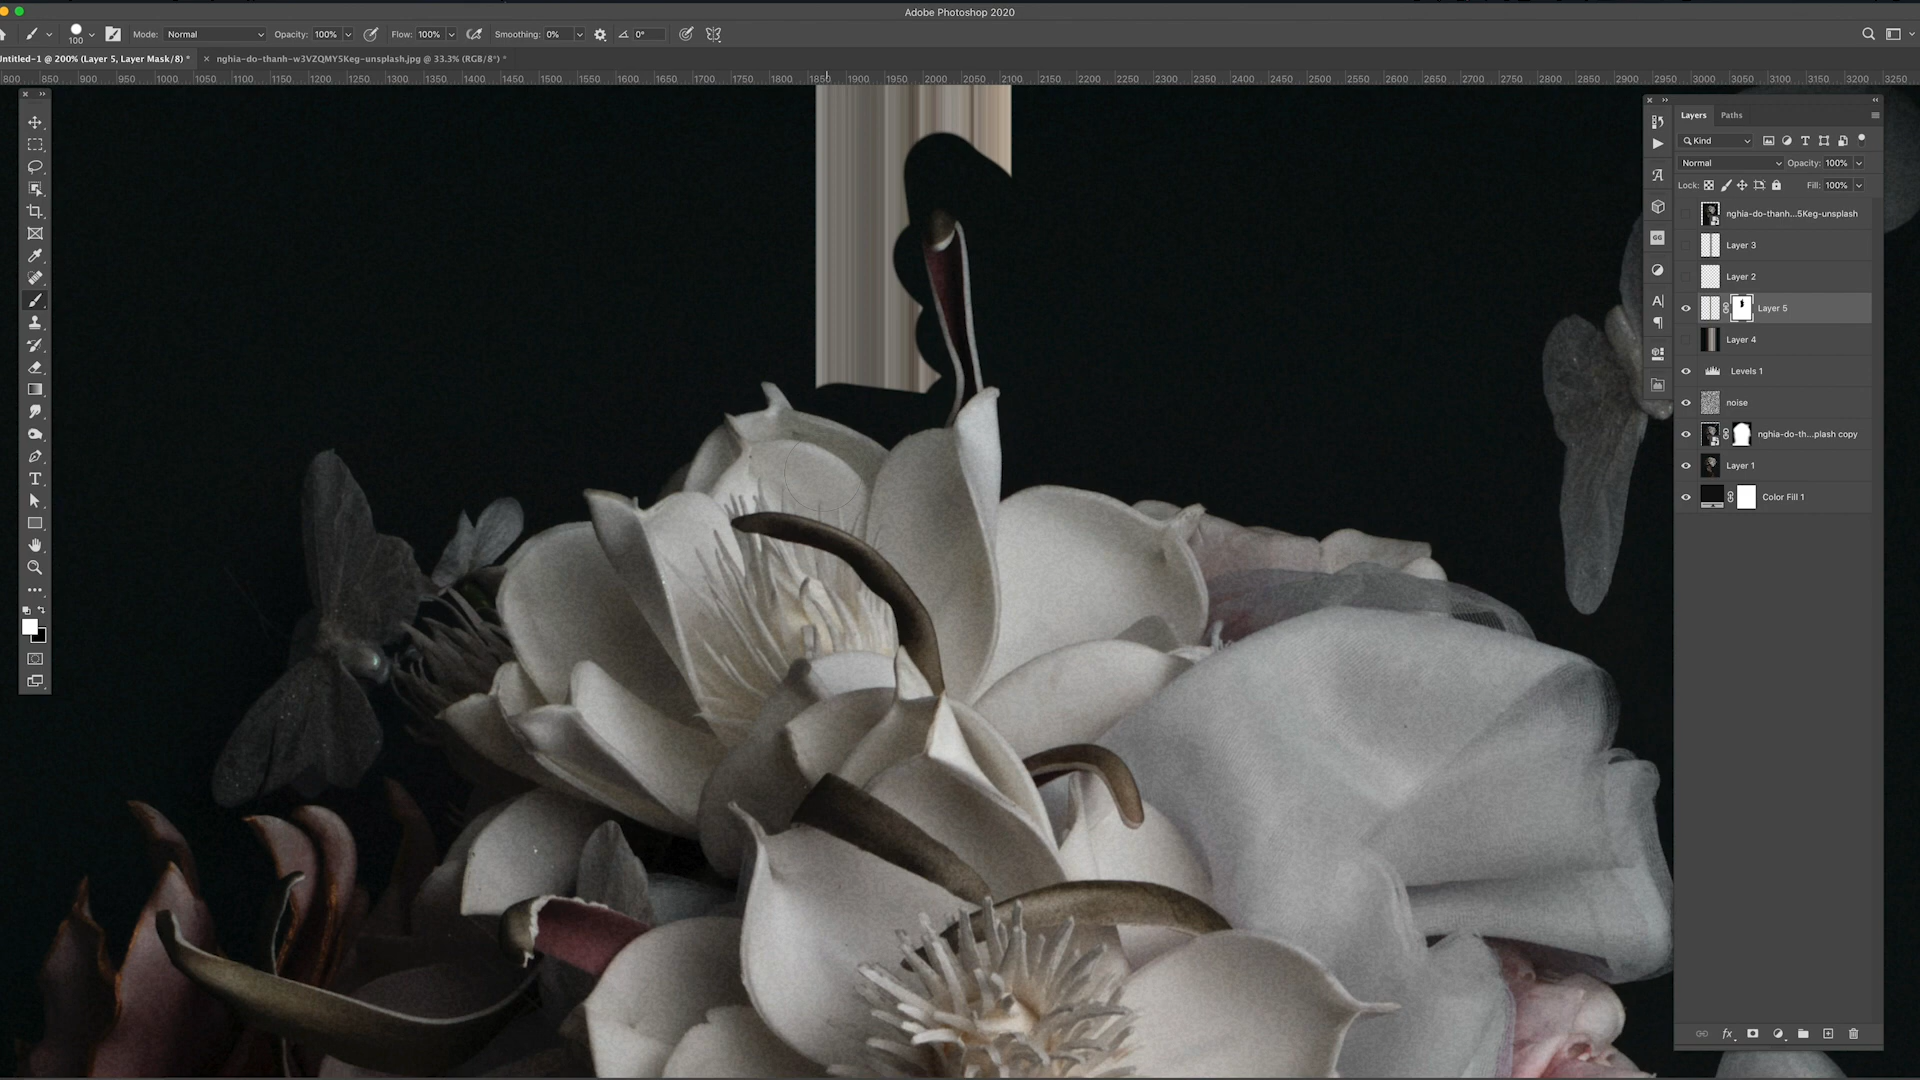 Adobe Photoshop 2020
100 Mode: Normal Opacity: 100% Flow: 100% Smoothing: 0% 0°
Untitled-1 @ 200% (Layer 5, Layer Mask/8) * × nghia-do-thanh-w3VZQMY5Keg-unsplash.jpg @ 33.3% (RGB/8*) *
800 850 900 950 1000 1050 1100 1150 1200 1250 1300 1350 1400 1450 1500 1550 1600 1650 1700 1750 1800 1850 1900 1950 2000 2050 2100 2150 2200 2250 2300 2350 2400 2450 2500 2550 2600 2650 2700 2750 2800 2850 2900 2950 3000 3050 3100 3150 3200 3250
Layers Paths
Kind
Normal Opacity: 100%
Lock: Fill: 100%
nghia-do-thanh...5Keg-unsplash
Layer 3
Layer 2
Layer 5
Layer 4
Levels 1
noise
nghia-do-th...plash copy
Layer 1
Color Fill 1
fx